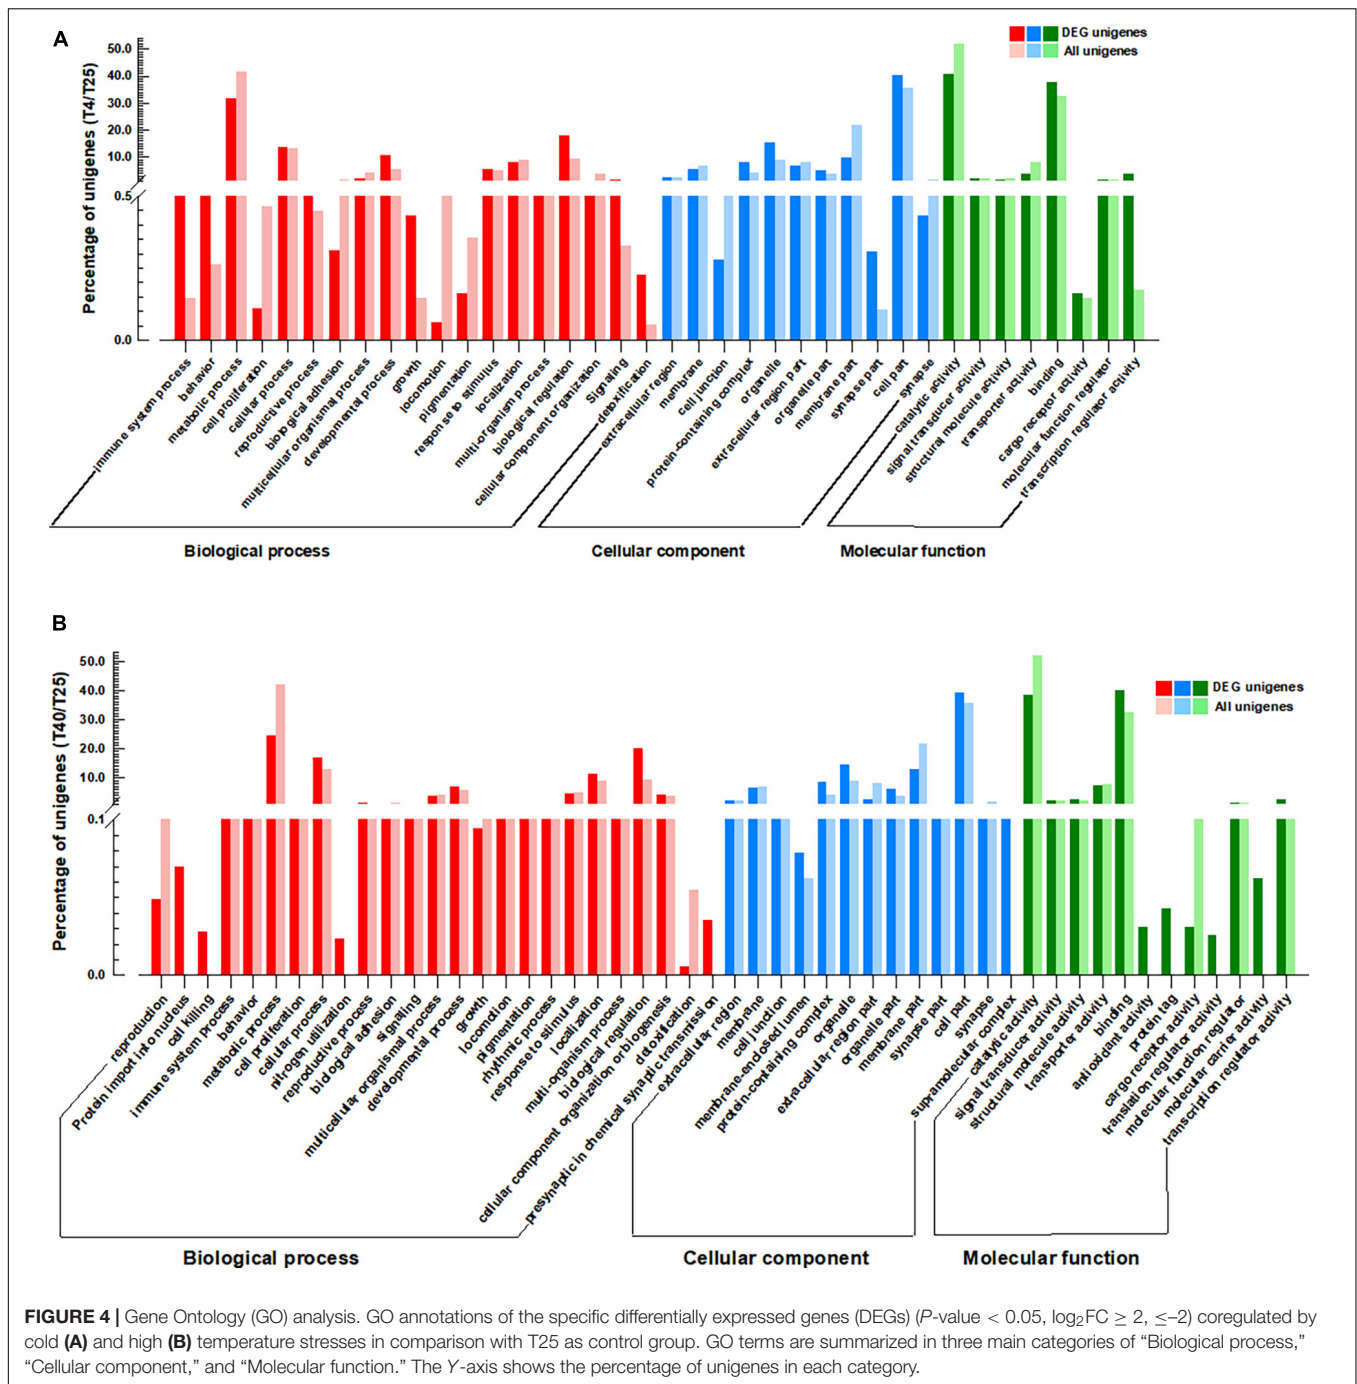 A
DEG unigenes
All unigenes
Percentage of unigenes (T4/T25)
50.0
40.0
30.0
20.0
10.0
0.5
0.0
immune system process
behavior
metabolic process
cell proliferation
cellular process
reproductive process
biological adhesion
multicellular organismal process
developmental process
growth
locomotion
pigmentation
response to stimulus
localization
multi-organism process
biological regulation
cellular component organization
Signaling
detoxification
extracellular region
membrane
cell junction
protein-containing complex
organelle
extracellular region part
organelle part
membrane part
synapse part
cell part
synapse
catalytic activity
signal transducer activity
structural molecule activity
transporter activity
binding
cargo receptor activity
molecular function regulator
transcription regulator activity
Biological process
Cellular component
Molecular function
B
DEG unigenes
All unigenes
Percentage of unigenes (T40/T25)
50.0
40.0
30.0
20.0
10.0
0.1
0.0
reproduction
Protein import into nucleus
cell killing
immune system process
behavior
metabolic process
cell proliferation
cellular process
nitrogen utilization
reproductive process
biological adhesion
signaling
multicellular organismal process
developmental process
growth
locomotion
pigmentation
rhythmic process
response to stimulus
localization
multi-organism process
biological regulation
cellular component organization or biogenesis
detoxification
presynaptic in chemical synaptic transmission
extracellular region
membrane
cell junction
membrane-enclosed lumen
protein-containing complex
organelle
extracellular region part
organelle part
membrane part
synapse part
cell part
synapse
supramolecular complex
catalytic activity
signal transducer activity
structural molecule activity
transporter activity
binding
antioxidant activity
protein tag
cargo receptor activity
translation regulator activity
molecular function regulator
molecular carrier activity
transcription regulator activity
Biological process
Cellular component
Molecular function
FIGURE 4 | Gene Ontology (GO) analysis. GO annotations of the specific differentially expressed genes (DEGs) (P-value < 0.05, log₂FC ≥ 2, ≤–2) coregulated by
cold (A) and high (B) temperature stresses in comparison with T25 as control group. GO terms are summarized in three main categories of “Biological process,”
“Cellular component,” and “Molecular function.” The Y-axis shows the percentage of unigenes in each category.